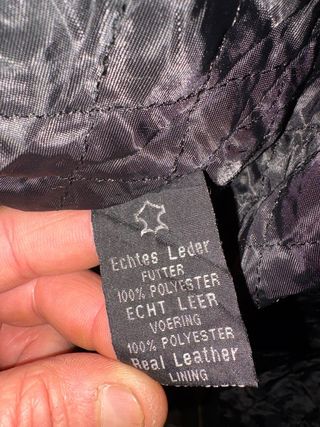 Echtes Leder
FUTTER
100% POLYESTER
ECHT LEER
VOERING
100% POLYESTER
Real Leather
LINING